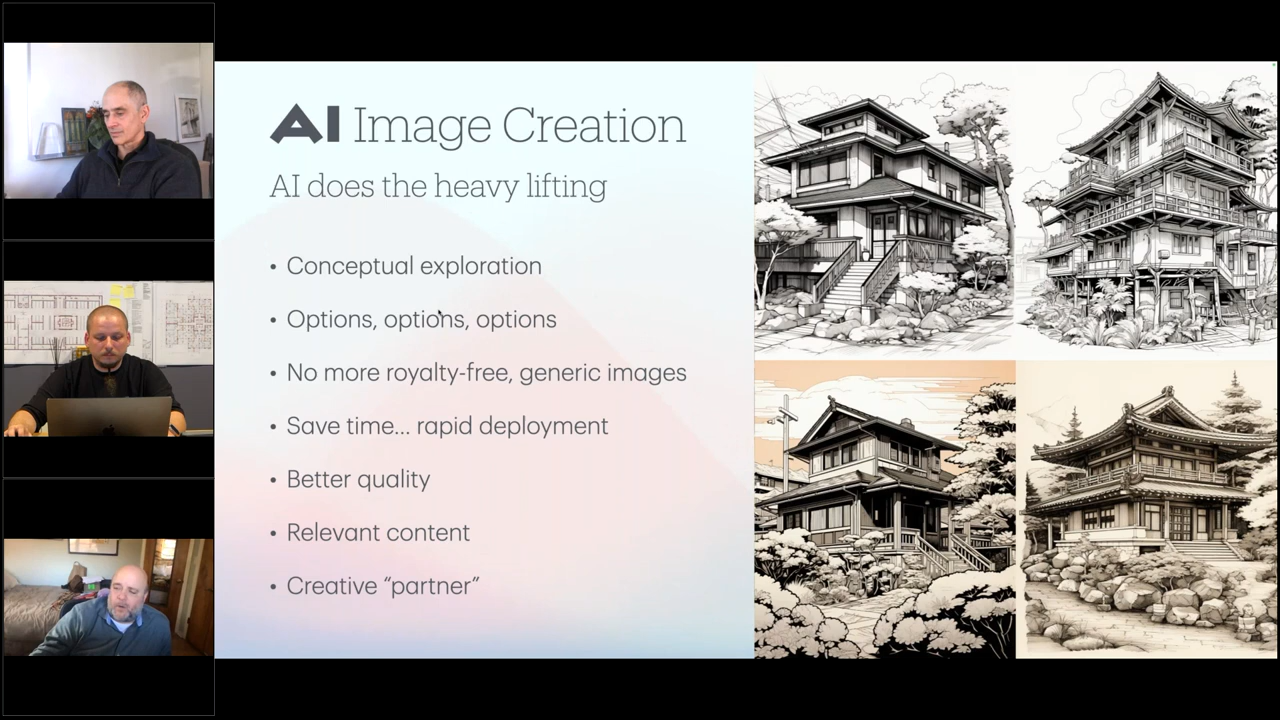 AI Image Creation
AI does the heavy lifting
• Conceptual exploration
• Options, options, options
• No more royalty-free, generic images
• Save time... rapid deployment
• Better quality
• Relevant content
• Creative “partner”